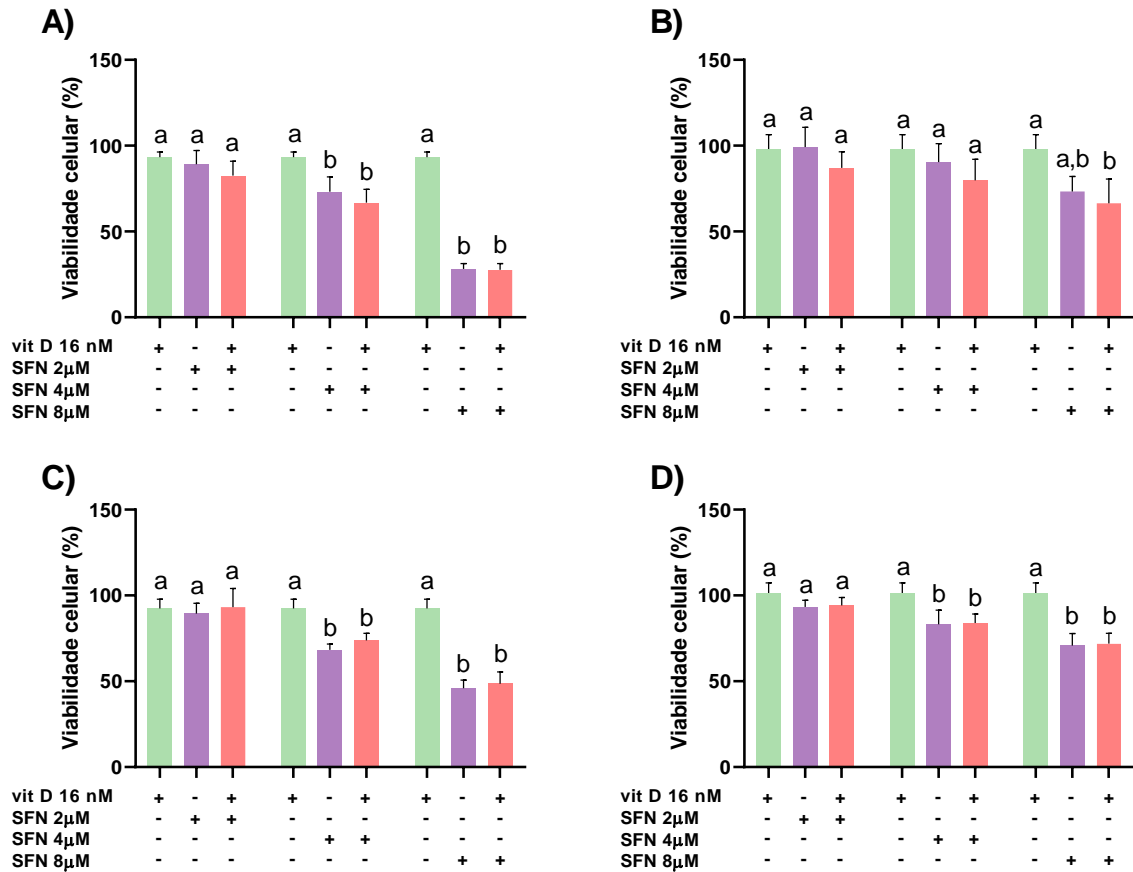 A)
Viabilidade celular (%)
150
100
50
0
a a a a b b a b b
vit D 16 nM + - + + - + + - +
SFN 2μM - + + - - - - - -
SFN 4μM - - - - + + - - -
SFN 8μM - - - - - - - + +
B)
Viabilidade celular (%)
150
100
50
0
a a a a a a a a,b b
vit D 16 nM + - + + - + + - +
SFN 2μM - + + - - - - - -
SFN 4μM - - - - + + - - -
SFN 8μM - - - - - - - + +
C)
Viabilidade celular (%)
150
100
50
0
a a a a b b a b b
vit D 16 nM + - + + - + + - +
SFN 2μM - + + - - - - - -
SFN 4μM - - - - + + - - -
SFN 8μM - - - - - - - + +
D)
Viabilidade celular (%)
150
100
50
0
a a a a b b a b b
vit D 16 nM + - + + - + + - +
SFN 2μM - + + - - - - - -
SFN 4μM - - - - + + - - -
SFN 8μM - - - - - - - + +